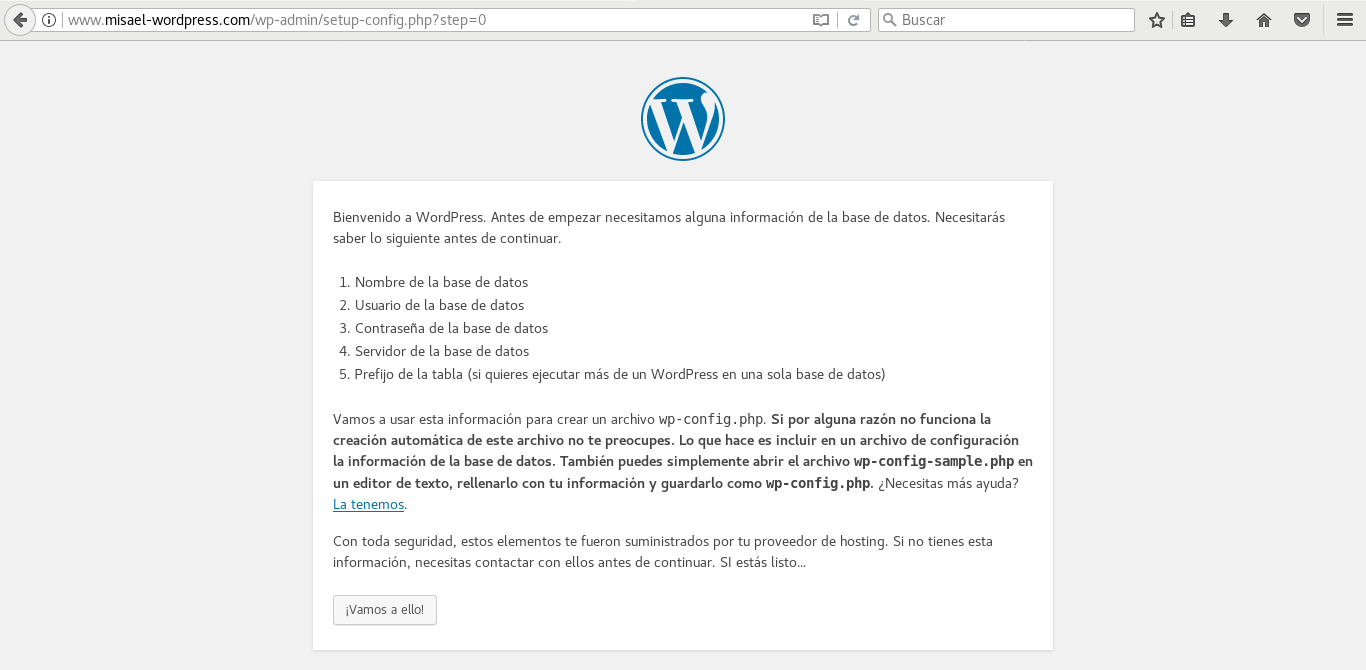 www.misael-wordpress.com/wp-admin/setup-config.php?step=0
Buscar
Bienvenido a WordPress. Antes de empezar necesitamos alguna información de la base de datos. Necesitarás
saber lo siguiente antes de continuar.
1. Nombre de la base de datos
2. Usuario de la base de datos
3. Contraseña de la base de datos
4. Servidor de la base de datos
5. Prefijo de la tabla (si quieres ejecutar más de un WordPress en una sola base de datos)
Vamos a usar esta información para crear un archivo wp-config.php. Si por alguna razón no funciona la
creación automática de este archivo no te preocupes. Lo que hace es incluir en un archivo de configuración
la información de la base de datos. También puedes simplemente abrir el archivo wp-config-sample.php en
un editor de texto, rellenarlo con tu información y guardarlo como wp-config.php. ¿Necesitas más ayuda?
La tenemos.
Con toda seguridad, estos elementos te fueron suministrados por tu proveedor de hosting. Si no tienes esta
información, necesitas contactar con ellos antes de continuar. SI estás listo...
¡Vamos a ello!